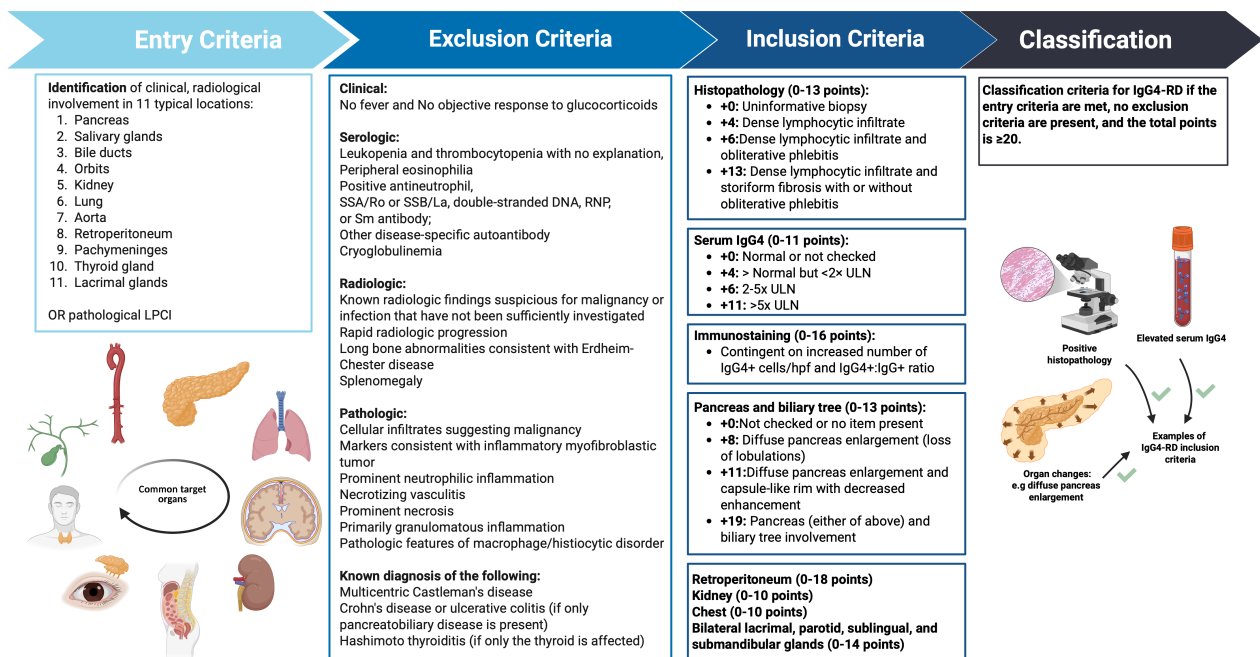 Entry Criteria
Exclusion Criteria
Inclusion Criteria
Classification
Identification of clinical, radiological
involvement in 11 typical locations:
1. Pancreas
2. Salivary glands
3. Bile ducts
4. Orbits
5. Kidney
6. Lung
7. Aorta
8. Retroperitoneum
9. Pachymeninges
10. Thyroid gland
11. Lacrimal glands
OR pathological LPCI
Common target
organs
Clinical:
No fever and No objective response to glucocorticoids
Serologic:
Leukopenia and thrombocytopenia with no explanation,
Peripheral eosinophilia
Positive antineutrophil,
SSA/Ro or SSB/La, double-stranded DNA, RNP,
or Sm antibody;
Other disease-specific autoantibody
Cryoglobulinemia
Radiologic:
Known radiologic findings suspicious for malignancy or
infection that have not been sufficiently investigated
Rapid radiologic progression
Long bone abnormalities consistent with Erdheim-
Chester disease
Splenomegaly
Pathologic:
Cellular infiltrates suggesting malignancy
Markers consistent with inflammatory myofibroblastic
tumor
Prominent neutrophilic inflammation
Necrotizing vasculitis
Prominent necrosis
Primarily granulomatous inflammation
Pathologic features of macrophage/histiocytic disorder
Known diagnosis of the following:
Multicentric Castleman's disease
Crohn's disease or ulcerative colitis (if only
pancreatobiliary disease is present)
Hashimoto thyroiditis (if only the thyroid is affected)
Histopathology (0-13 points):
• +0: Uninformative biopsy
• +4: Dense lymphocytic infiltrate
• +6:Dense lymphocytic infiltrate and
obliterative phlebitis
• +13: Dense lymphocytic infiltrate and
storiform fibrosis with or without
obliterative phlebitis
Serum IgG4 (0-11 points):
• +0: Normal or not checked
• +4: > Normal but <2× ULN
• +6: 2-5x ULN
• +11: >5x ULN
Immunostaining (0-16 points):
• Contingent on increased number of
IgG4+ cells/hpf and IgG4+:IgG+ ratio
Pancreas and biliary tree (0-13 points):
• +0:Not checked or no item present
• +8: Diffuse pancreas enlargement (loss
of lobulations)
• +11:Diffuse pancreas enlargement and
capsule-like rim with decreased
enhancement
• +19: Pancreas (either of above) and
biliary tree involvement
Retroperitoneum (0-18 points)
Kidney (0-10 points)
Chest (0-10 points)
Bilateral lacrimal, parotid, sublingual, and
submandibular glands (0-14 points)
Classification criteria for IgG4-RD if the
entry criteria are met, no exclusion
criteria are present, and the total points
is ≥20.
Positive
histopathology
Elevated serum IgG4
Examples of
IgG4-RD inclusion
criteria
Organ changes:
e.g diffuse pancreas
enlargement